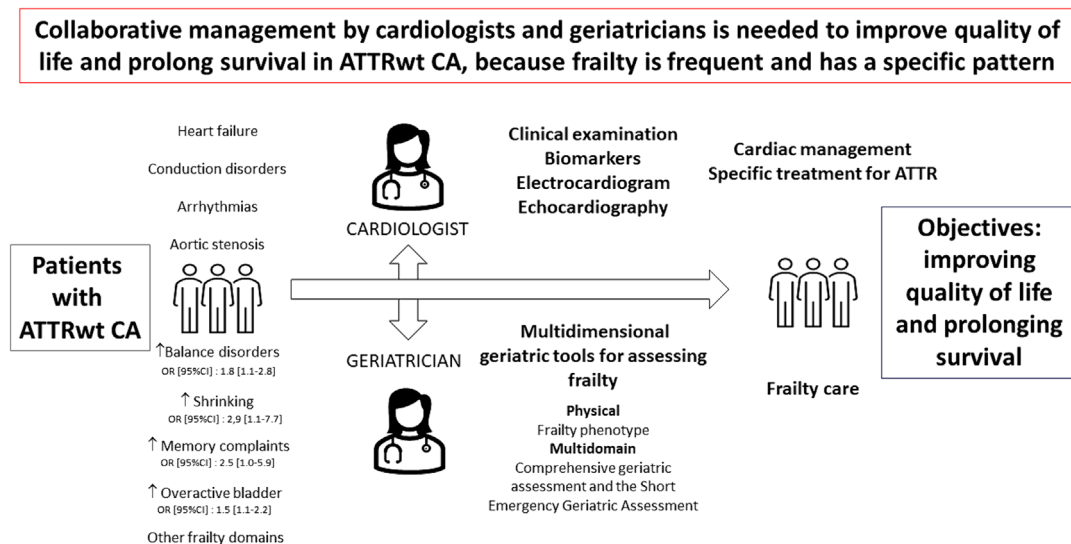 Collaborative management by cardiologists and geriatricians is needed to improve quality of
life and prolong survival in ATTRwt CA, because frailty is frequent and has a specific pattern
Patients
with
ATTRwt CA
Heart failure
Conduction disorders
Arrhythmias
Aortic stenosis
↑Balance disorders
OR [95%CI] : 1.8 [1.1-2.8]
↑ Shrinking
OR [95%CI] : 2,9 [1.1-7.7]
↑ Memory complaints
OR [95%CI] : 2.5 [1.0-5.9]
↑ Overactive bladder
OR [95%CI] : 1.5 [1.1-2.2]
Other frailty domains
CARDIOLOGIST
GERIATRICIAN
Clinical examination
Biomarkers
Electrocardiogram
Echocardiography
Multidimensional
geriatric tools for assessing
frailty
Physical
Frailty phenotype
Multidomain
Comprehensive geriatric
assessment and the Short
Emergency Geriatric Assessment
Cardiac management
Specific treatment for ATTR
Frailty care
Objectives:
improving
quality of life
and prolonging
survival